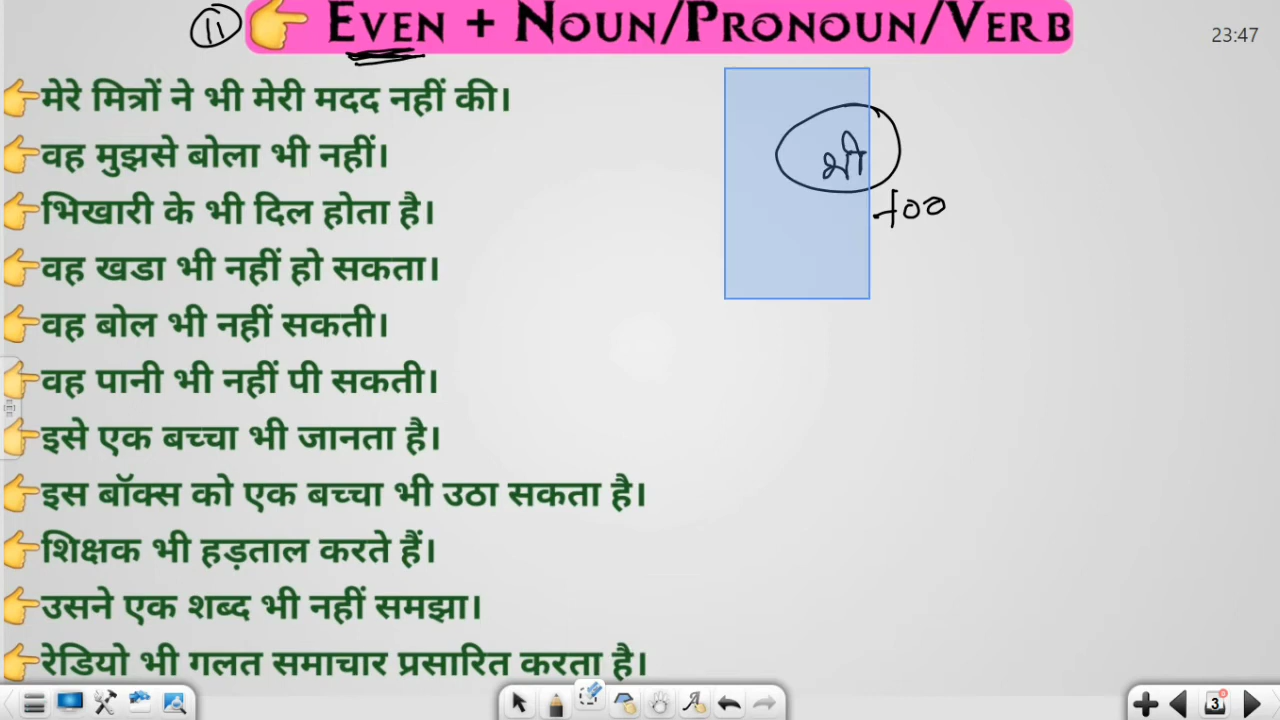 11 Even + Noun/Pronoun/Verb
23:47
मेरे मित्रों ने भी मेरी मदद नहीं की।
वह मुझसे बोला भी नहीं।
भिखारी के भी दिल होता है।
वह खडा भी नहीं हो सकता।
वह बोल भी नहीं सकती।
वह पानी भी नहीं पी सकती।
इसे एक बच्चा भी जानता है।
इस बॉक्स को एक बच्चा भी उठा सकता है।
शिक्षक भी हड़ताल करते हैं।
उसने एक शब्द भी नहीं समझा।
रेडियो भी गलत समाचार प्रसारित करता है।
भी
too
3